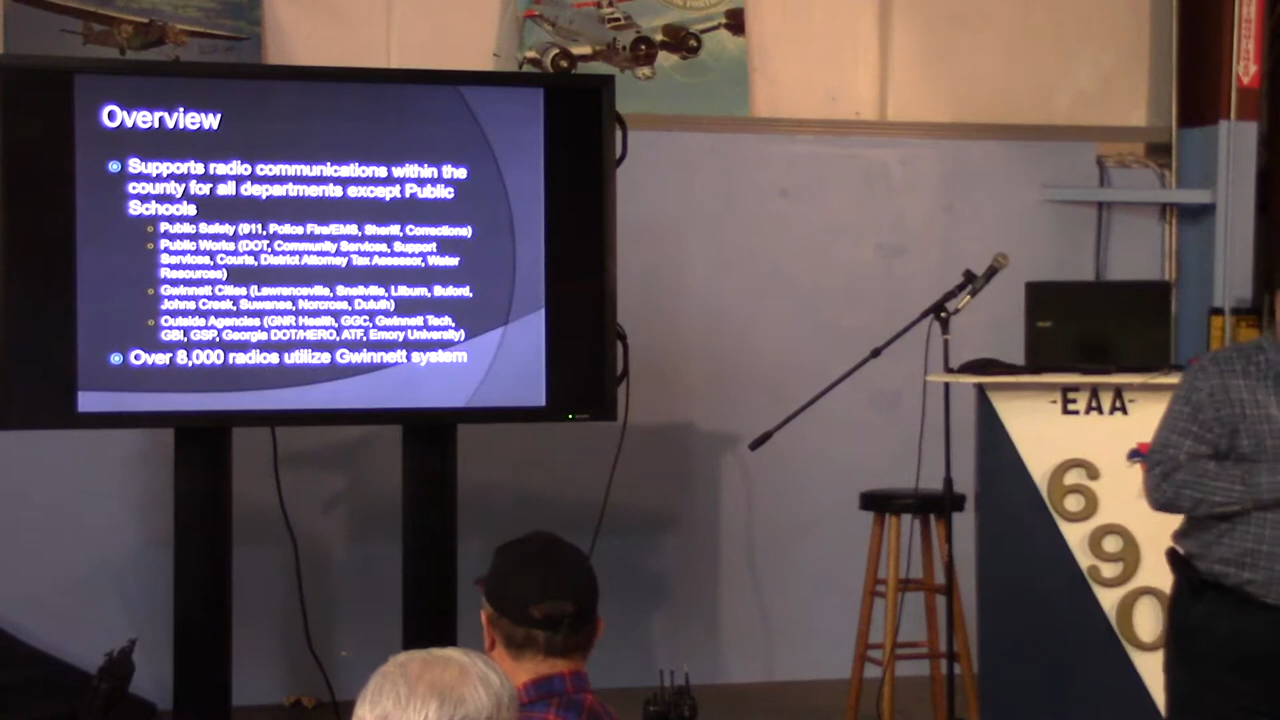 Overview
Supports radio communications within the
county for all departments except Public
Schools
Public Safety (911, Police Fire/EMS, Sheriff, Corrections)
Public Works (DOT, Community Services, Support
Services, Courts, District Attorney Tax Assessor, Water
Resources)
Gwinnett Cities (Lawrenceville, Snellville, Lilburn, Buford,
Johns Creek, Suwanee, Norcross, Duluth)
Outside Agencies (GNR Health, GGC, Gwinnett Tech,
GBI, GSP, Georgia DOT/HERO, ATF, Emory University)
Over 8,000 radios utilize Gwinnett system
-EAA-
690